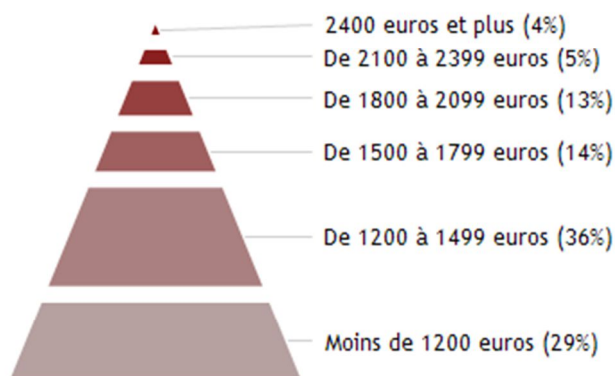 2400 euros et plus (4%)
De 2100 à 2399 euros (5%)
De 1800 à 2099 euros (13%)
De 1500 à 1799 euros (14%)
De 1200 à 1499 euros (36%)
Moins de 1200 euros (29%)